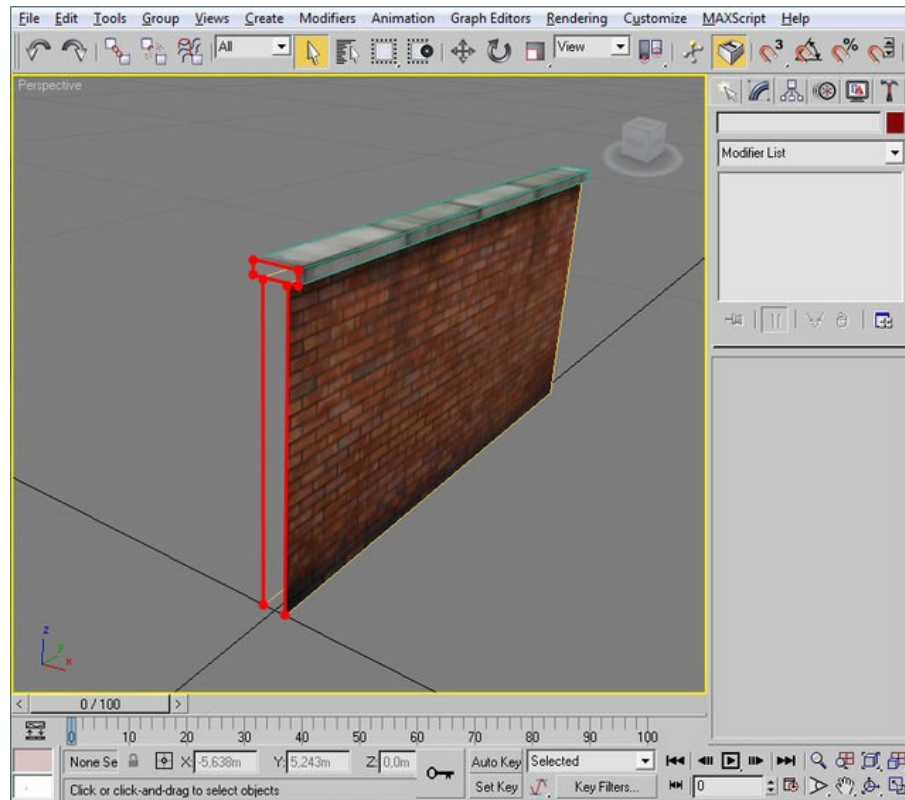 File Edit Tools Group Views Create Modifiers Animation Graph Editors Rendering Customize MAXScript Help
All View 3 %
Perspective
Modifier List
z
y
x
< 0 / 100 >
0 10 20 30 40 50 60 70 80 90 100
None Se X: -5,638m Y: 5,243m Z: 0,0m Auto Key Selected
Click or click-and-drag to select objects Set Key Key Filters... 0